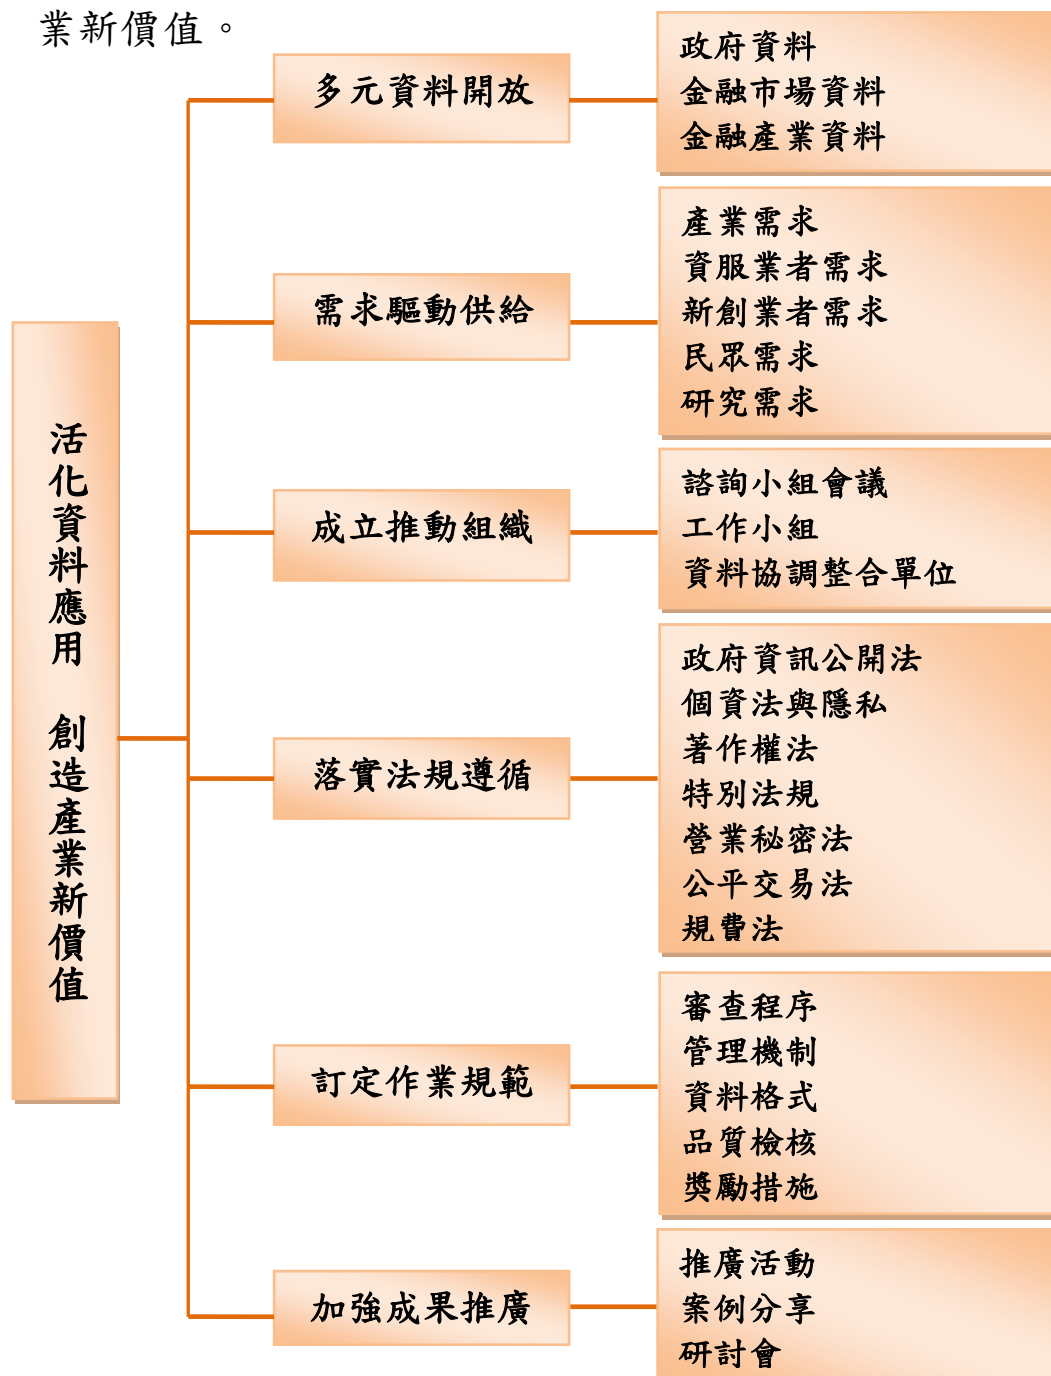 業新價值。
多元資料開放
政府資料
金融市場資料
金融產業資料
需求驅動供給
產業需求
資服業者需求
新創業者需求
民眾需求
研究需求
活化資料應用 創造產業新價值
成立推動組織
諮詢小組會議
工作小組
資料協調整合單位
落實法規遵循
政府資訊公開法
個資法與隱私
著作權法
特別法規
營業秘密法
公平交易法
規費法
訂定作業規範
審查程序
管理機制
資料格式
品質檢核
獎勵措施
加強成果推廣
推廣活動
案例分享
研討會